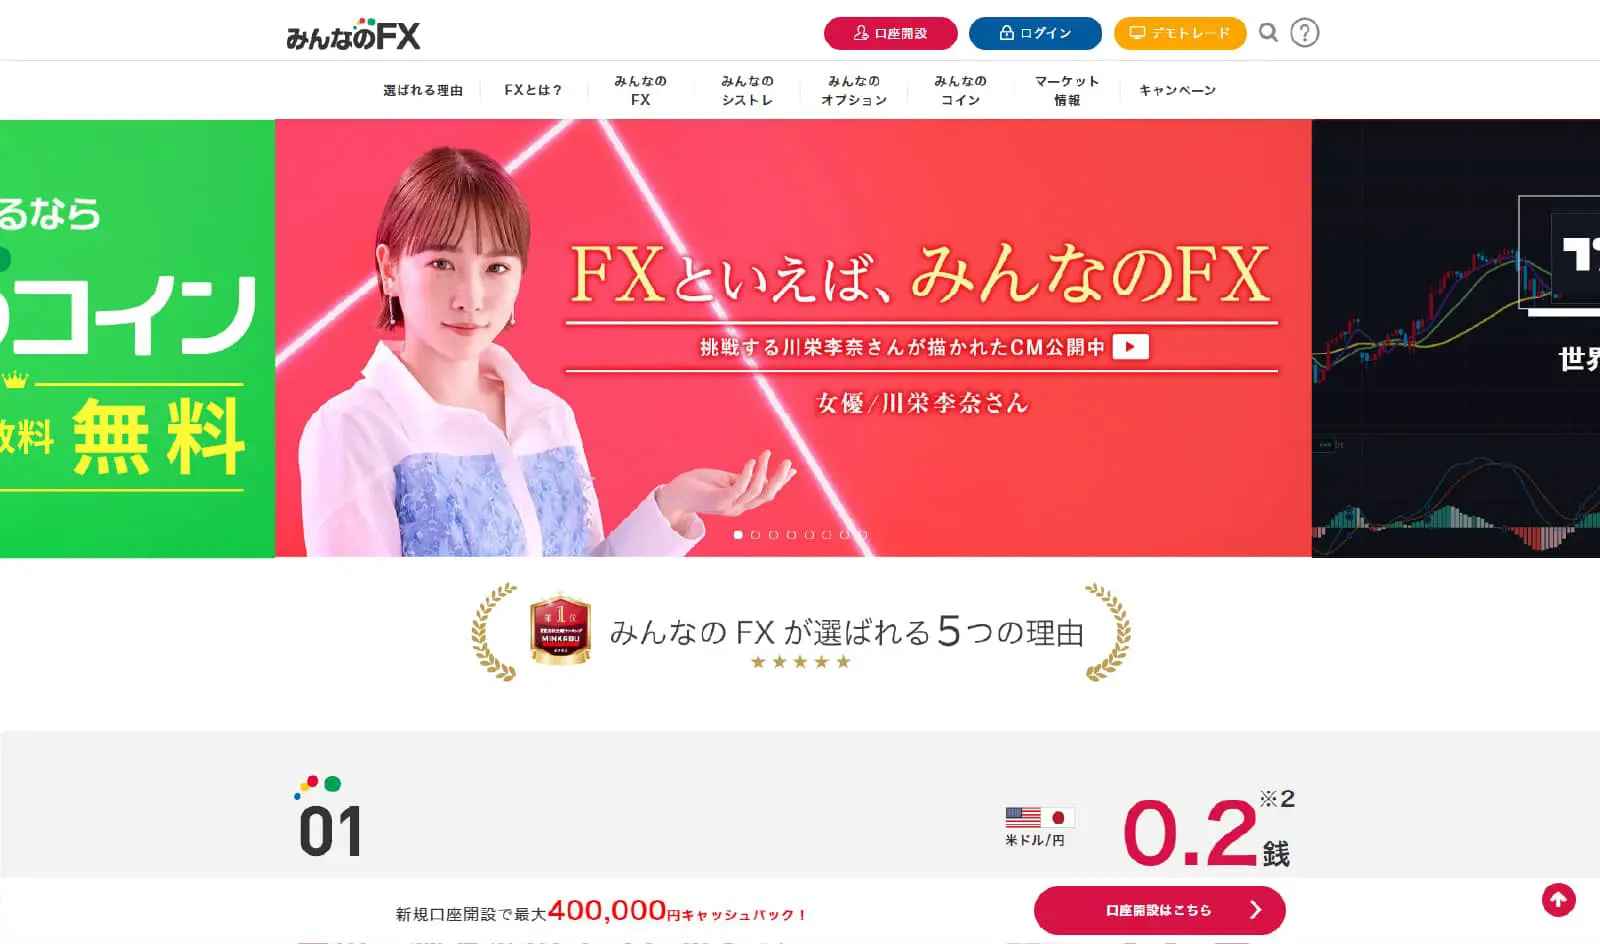 みんなのFX
口座開設
ログイン
デモトレード
選ばれる理由
FXとは？
みんなの
FX
みんなの
シストレ
みんなの
オプション
みんなの
コイン
マーケット
情報
キャンペーン
るなら
コイン
数料 無料
FXといえば、みんなのFX
挑戦する川栄李奈さんが描かれたCM公開中
女優/川栄李奈さん
世界
第1位
MINKABU
みんなの FX が選ばれる5つの理由
01
米ドル/円
0.2銭
※2
新規口座開設で最大400,000円キャッシュバック！
口座開設はこちら